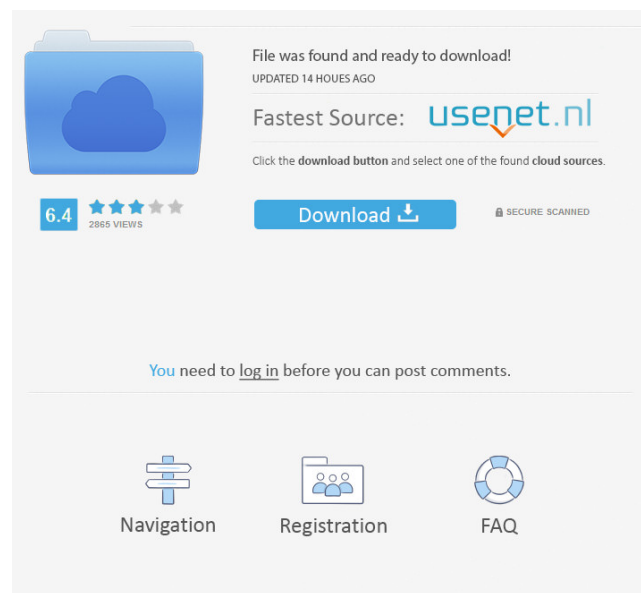 File was found and ready to download!
UPDATED 14 HOUES AGO
Fastest Source: usenet.nl
Click the download button and select one of the found cloud sources.
6.4
2865 VIEWS
Download
SECURE SCANNED
You need to log in before you can post comments.
Navigation
Registration
FAQ